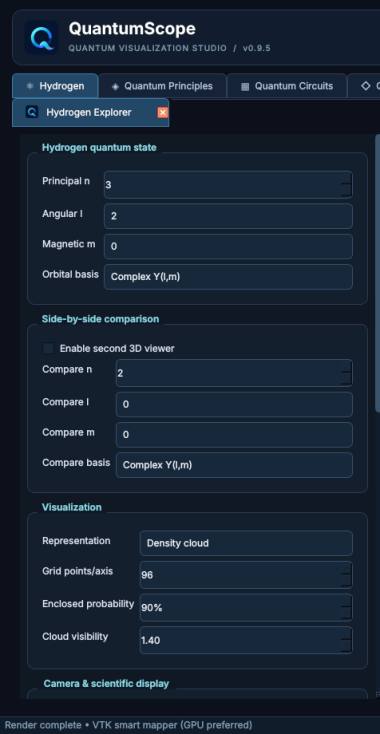 QuantumScope
QUANTUM VISUALIZATION STUDIO / v0.9.5
Hydrogen Quantum Principles Quantum Circuits
Hydrogen Explorer
Hydrogen quantum state
Principal n 3
Angular l 2
Magnetic m 0
Orbital basis Complex Y(l,m)
Side-by-side comparison
Enable second 3D viewer
Compare n 2
Compare l 0
Compare m 0
Compare basis Complex Y(l,m)
Visualization
Representation Density cloud
Grid points/axis 96
Enclosed probability 90%
Cloud visibility 1.40
Camera & scientific display
Render complete • VTK smart mapper (GPU preferred)